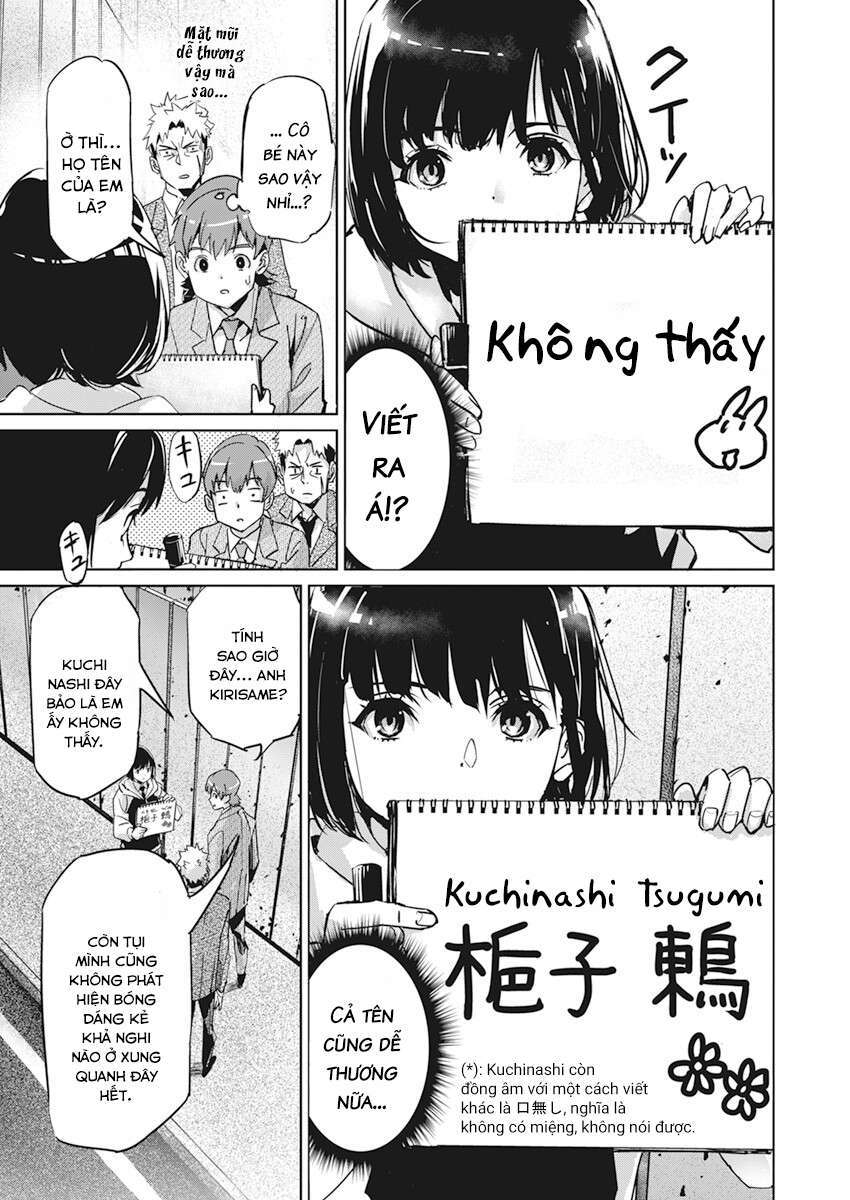 クイッ
Không thấy
VIẾT
RA
Á!?
Mặt mũi
dễ thương
vậy mà
sao...
... CÔ
BÉ NÀY
SAO VẬY
NHỈ...?
Ờ THÌ...
HỌ TÊN
CỦA EM
LÀ?
キュ
キュ
Kuchinashi Tsugumi
梔子 鶫
CẢ TÊN
CŨNG DỄ
THƯƠNG
NỮA...
(*): Kuchinashi còn
đồng âm với một cách viết
khác là 口無し, nghĩa là
không có miệng, không nói được.
TÍNH
SAO GIỜ
ĐÂY... ANH
KIRISAME?
KUCHI
NASHI ĐÂY
BẢO LÀ EM
ẤY KHÔNG
THẤY.
梔子 鶫
CÒN TỤI
MÌNH CŨNG
KHÔNG PHÁT
HIỆN BÓNG
DÁNG KẺ
KHẢ NGHI
NÀO Ở XUNG
QUANH ĐÂY
HẾT.